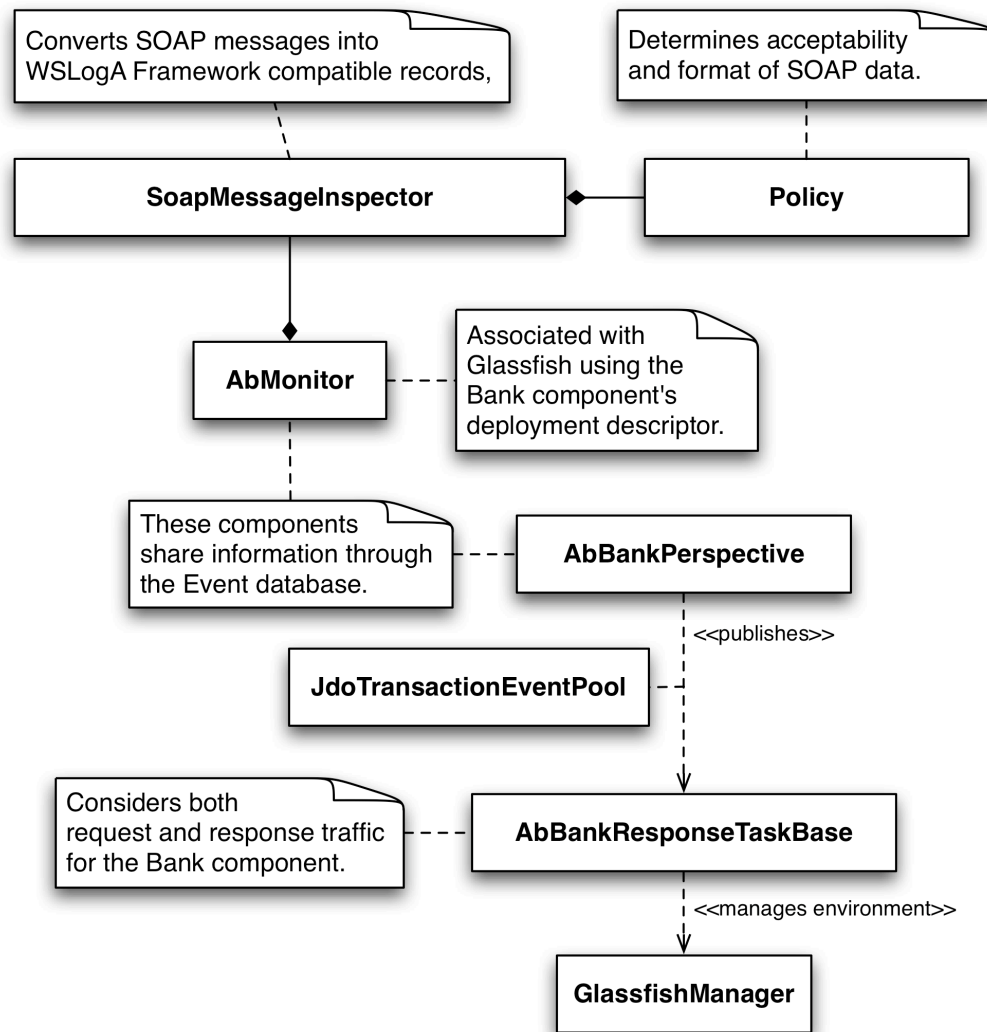 Converts SOAP messages into
WSLogA Framework compatible records,
Determines acceptability
and format of SOAP data.
SoapMessageInspector
Policy
AbMonitor
Associated with
Glassfish using the
Bank component's
deployment descriptor.
These components
share information through
the Event database.
AbBankPerspective
<<publishes>>
JdoTransactionEventPool
Considers both
request and response traffic
for the Bank component.
AbBankResponseTaskBase
<<manages environment>>
GlassfishManager